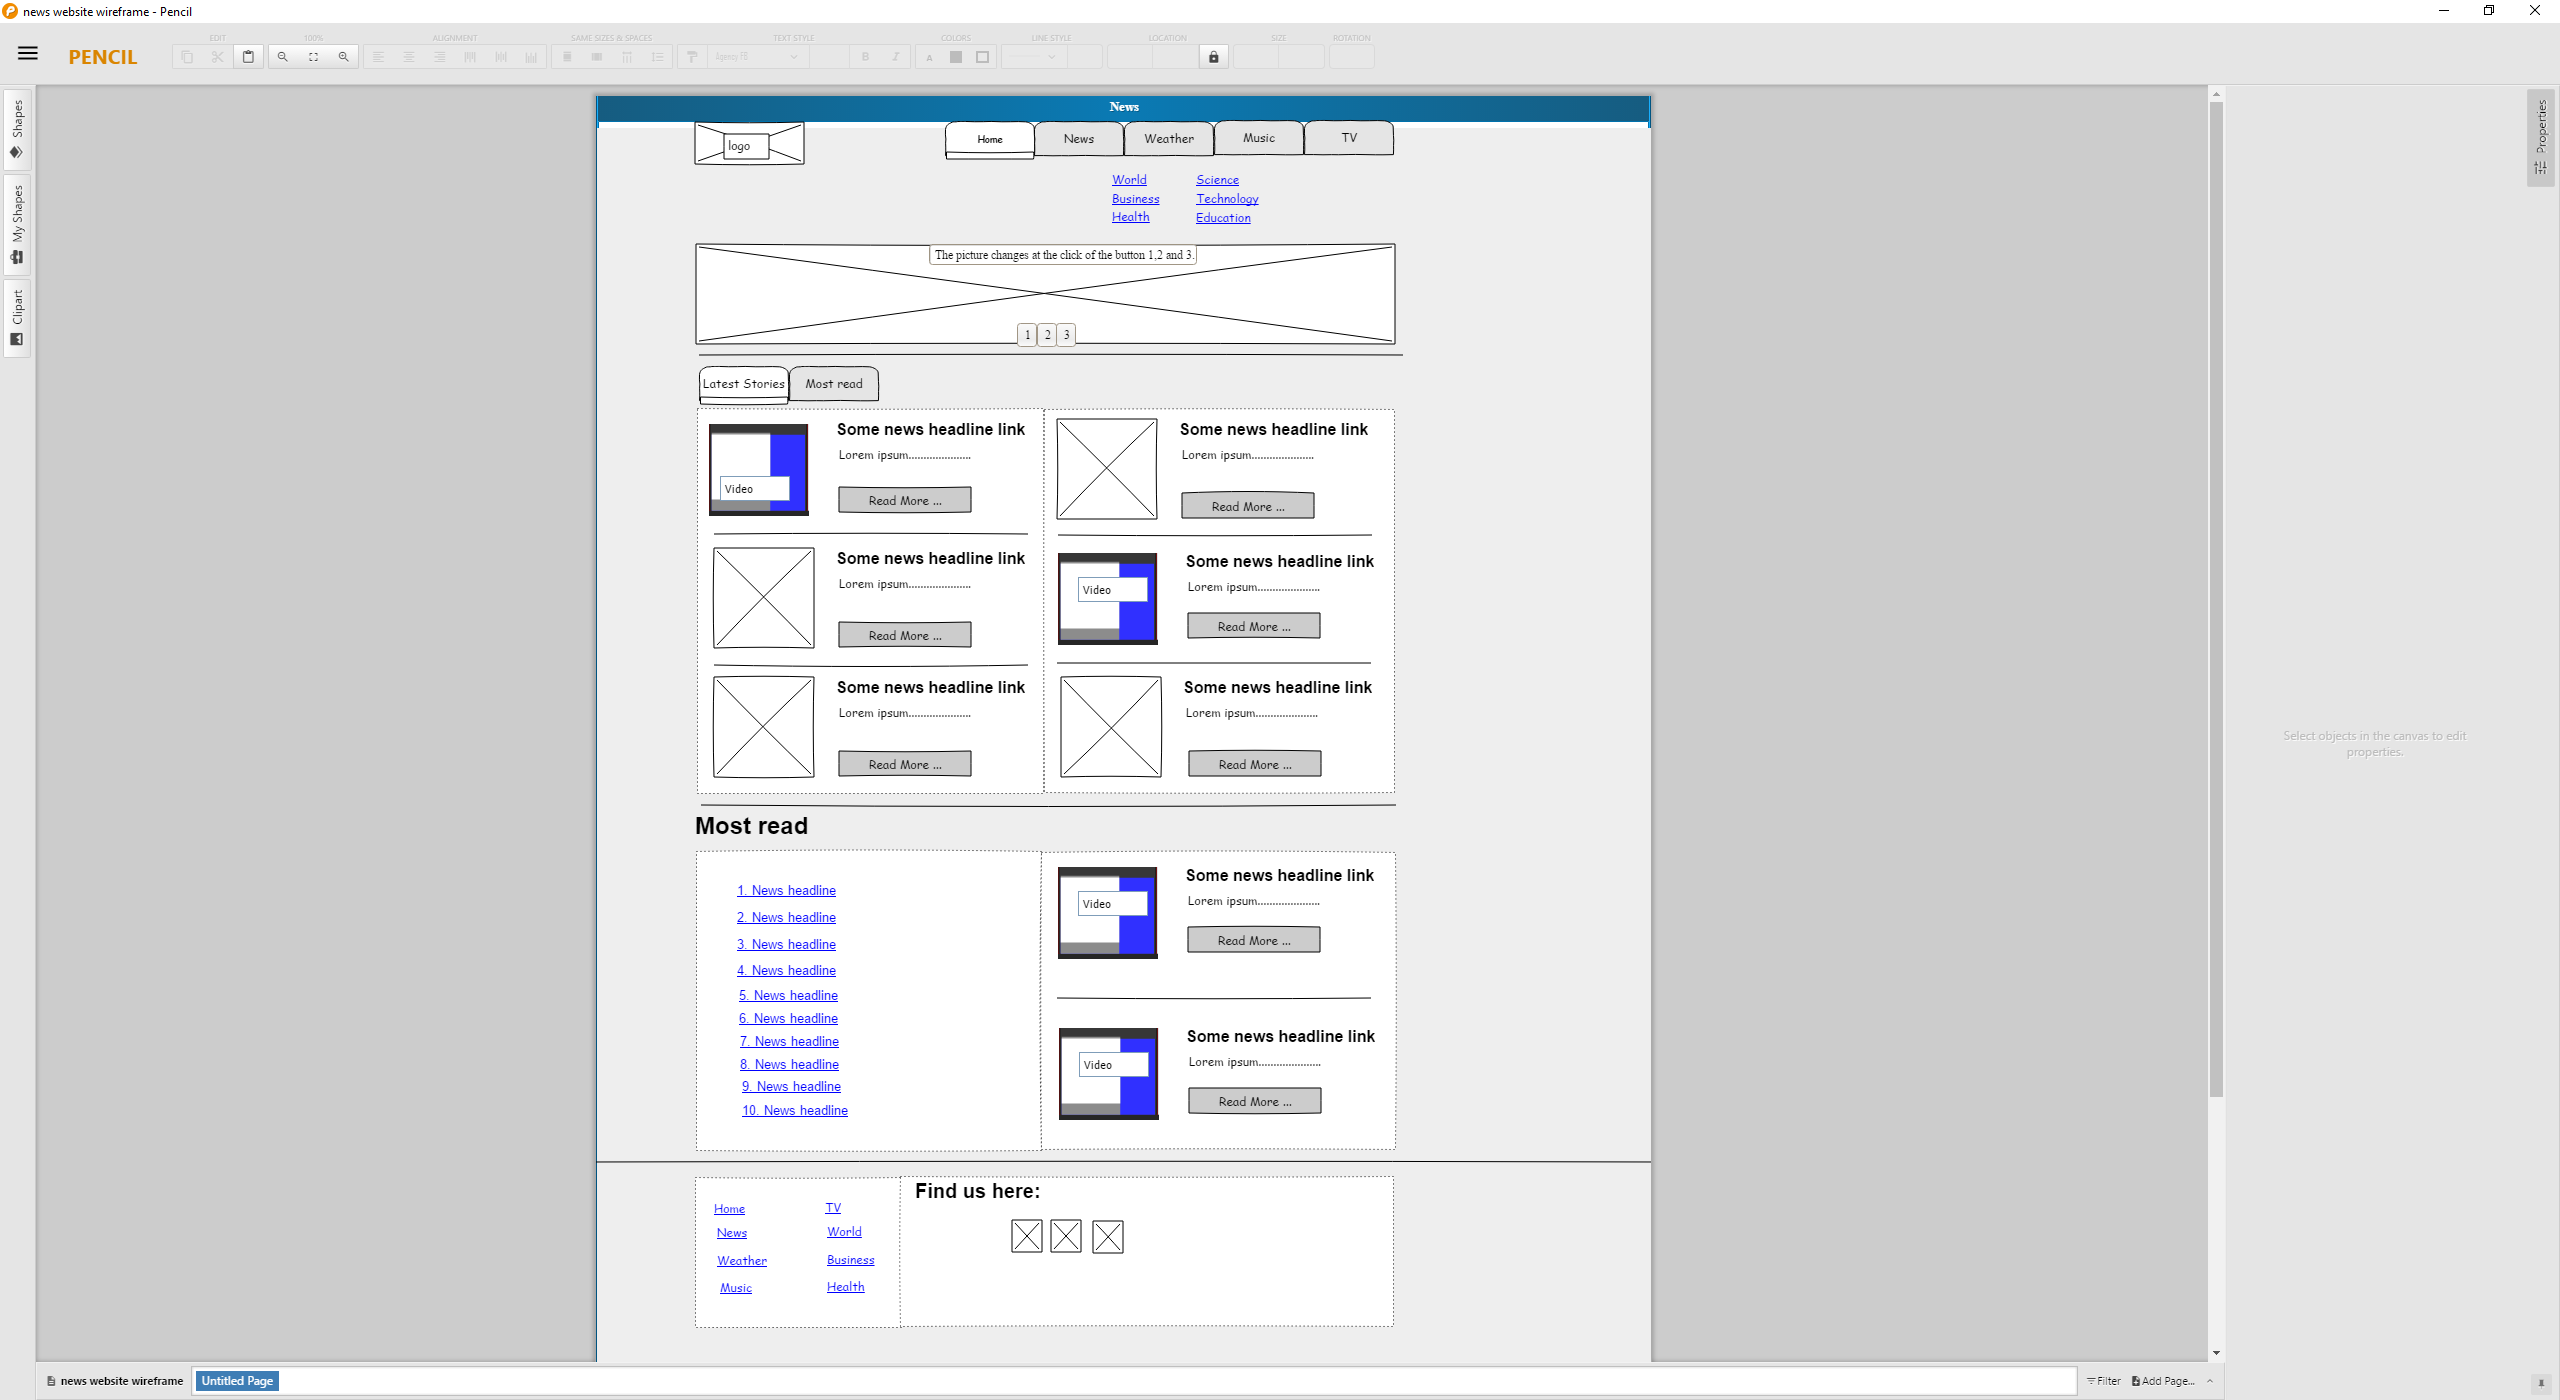 news website wireframe - Pencil
PENCIL
EDIT
100%
ALIGNMENT
SAME SIZES & SPACES
TEXT STYLE
COLORS
LINE STYLE
LOCATION
SIZE
ROTATION
Agency FB
B
I
A
Shapes
My Shapes
Clipart
Properties
News
logo
Home
News
Weather
Music
TV
World
Science
Business
Technology
Health
Education
The picture changes at the click of the button 1,2 and 3.
1
2
3
Latest Stories
Most read
Video
Some news headline link
Lorem ipsum.....................
Read More ...
Some news headline link
Lorem ipsum.....................
Read More ...
Some news headline link
Lorem ipsum.....................
Read More ...
Video
Some news headline link
Lorem ipsum.....................
Read More ...
Some news headline link
Lorem ipsum.....................
Read More ...
Some news headline link
Lorem ipsum.....................
Read More ...
Most read
1. News headline
2. News headline
3. News headline
4. News headline
5. News headline
6. News headline
7. News headline
8. News headline
9. News headline
10. News headline
Video
Some news headline link
Lorem ipsum.....................
Read More ...
Video
Some news headline link
Lorem ipsum.....................
Read More ...
Home
TV
News
World
Weather
Business
Music
Health
Find us here:
Select objects in the canvas to edit
properties.
news website wireframe
Untitled Page
Filter
Add Page...